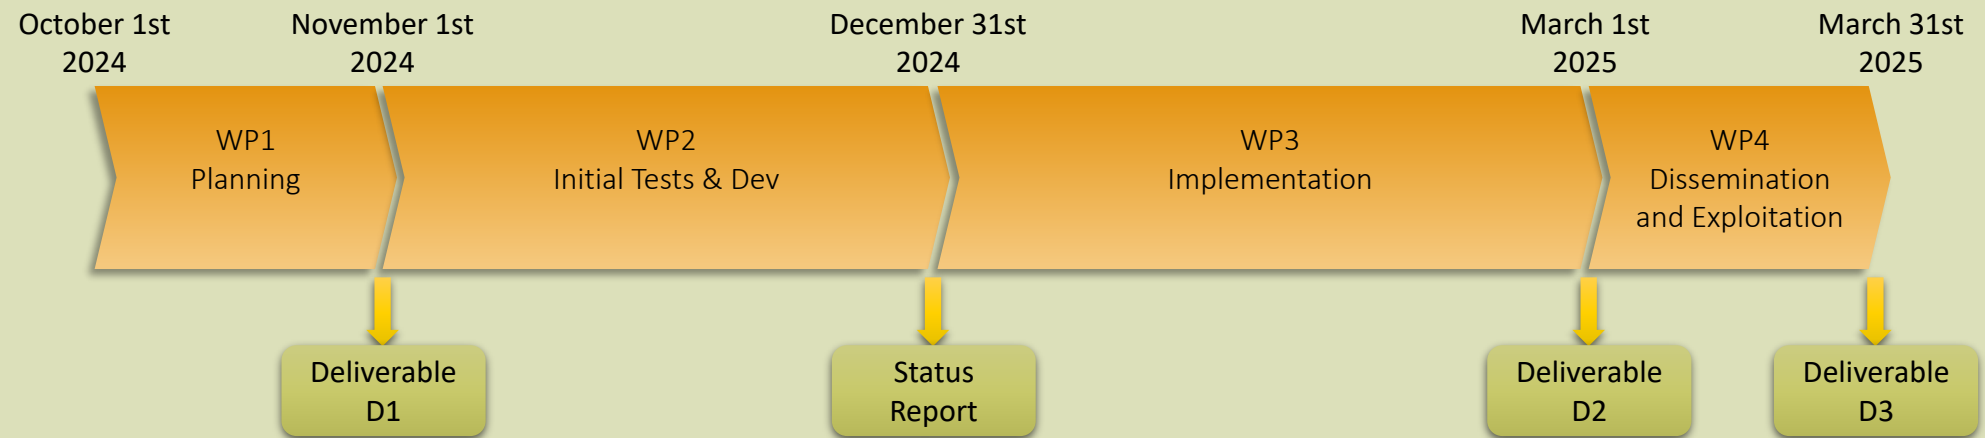 October 1st
2024
November 1st
2024
December 31st
2024
March 1st
2025
March 31st
2025
WP1
Planning
WP2
Initial Tests & Dev
WP3
Implementation
WP4
Dissemination
and Exploitation
Deliverable
D1
Status
Report
Deliverable
D2
Deliverable
D3